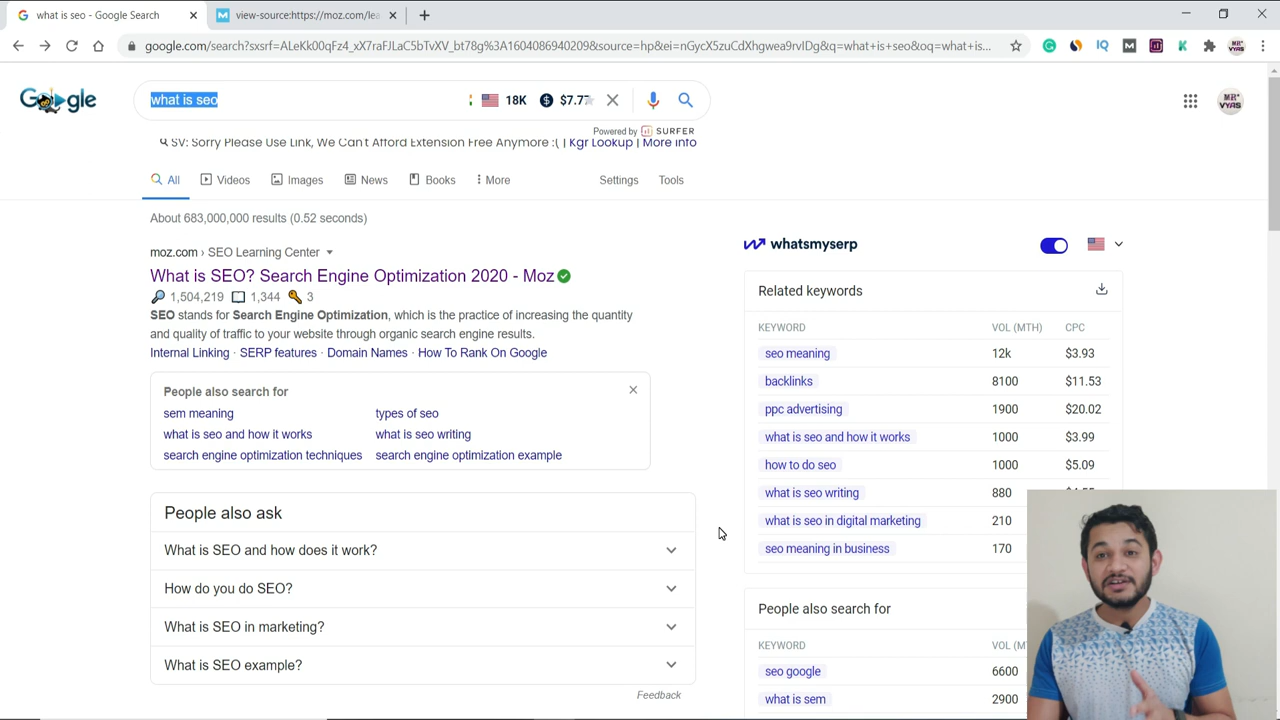 what is seo - Google Search
view-source:https://moz.com/lea
google.com/search?sxsrf=ALeKk00qFz4_xX7raFJLaC5b1eXV_bt78g%3A1604086940209&source=hp&ei=nGycX5zuCdXhgwea9rvIDg&q=what+is+seo&oq=what+is...
Google
what is seo 18K $7.77
Powered by SURFER
SV: Sorry Please Use Link, We Can't Afford Extension Free Anymore :( | Kgr Lookup | More info
All Videos Images News Books More Settings Tools
About 683,000,000 results (0.52 seconds)
moz.com › SEO Learning Center
What is SEO? Search Engine Optimization 2020 - Moz
1,504,219 1,344 3
SEO stands for Search Engine Optimization, which is the practice of increasing the quantity
and quality of traffic to your website through organic search engine results.
Internal Linking · SERP features · Domain Names · How To Rank On Google
People also search for
sem meaning types of seo
what is seo and how it works what is seo writing
search engine optimization techniques search engine optimization example
People also ask
What is SEO and how does it work?
How do you do SEO?
What is SEO in marketing?
What is SEO example?
Feedback
MR VYAS
whatsmyserp
Related keywords
KEYWORD VOL (MTH) CPC
seo meaning 12k $3.93
backlinks 8100 $11.53
ppc advertising 1900 $20.02
what is seo and how it works 1000 $3.99
how to do seo 1000 $5.09
what is seo writing 880
what is seo in digital marketing 210
seo meaning in business 170
People also search for
KEYWORD VOL (M
seo google 6600
what is sem 2900